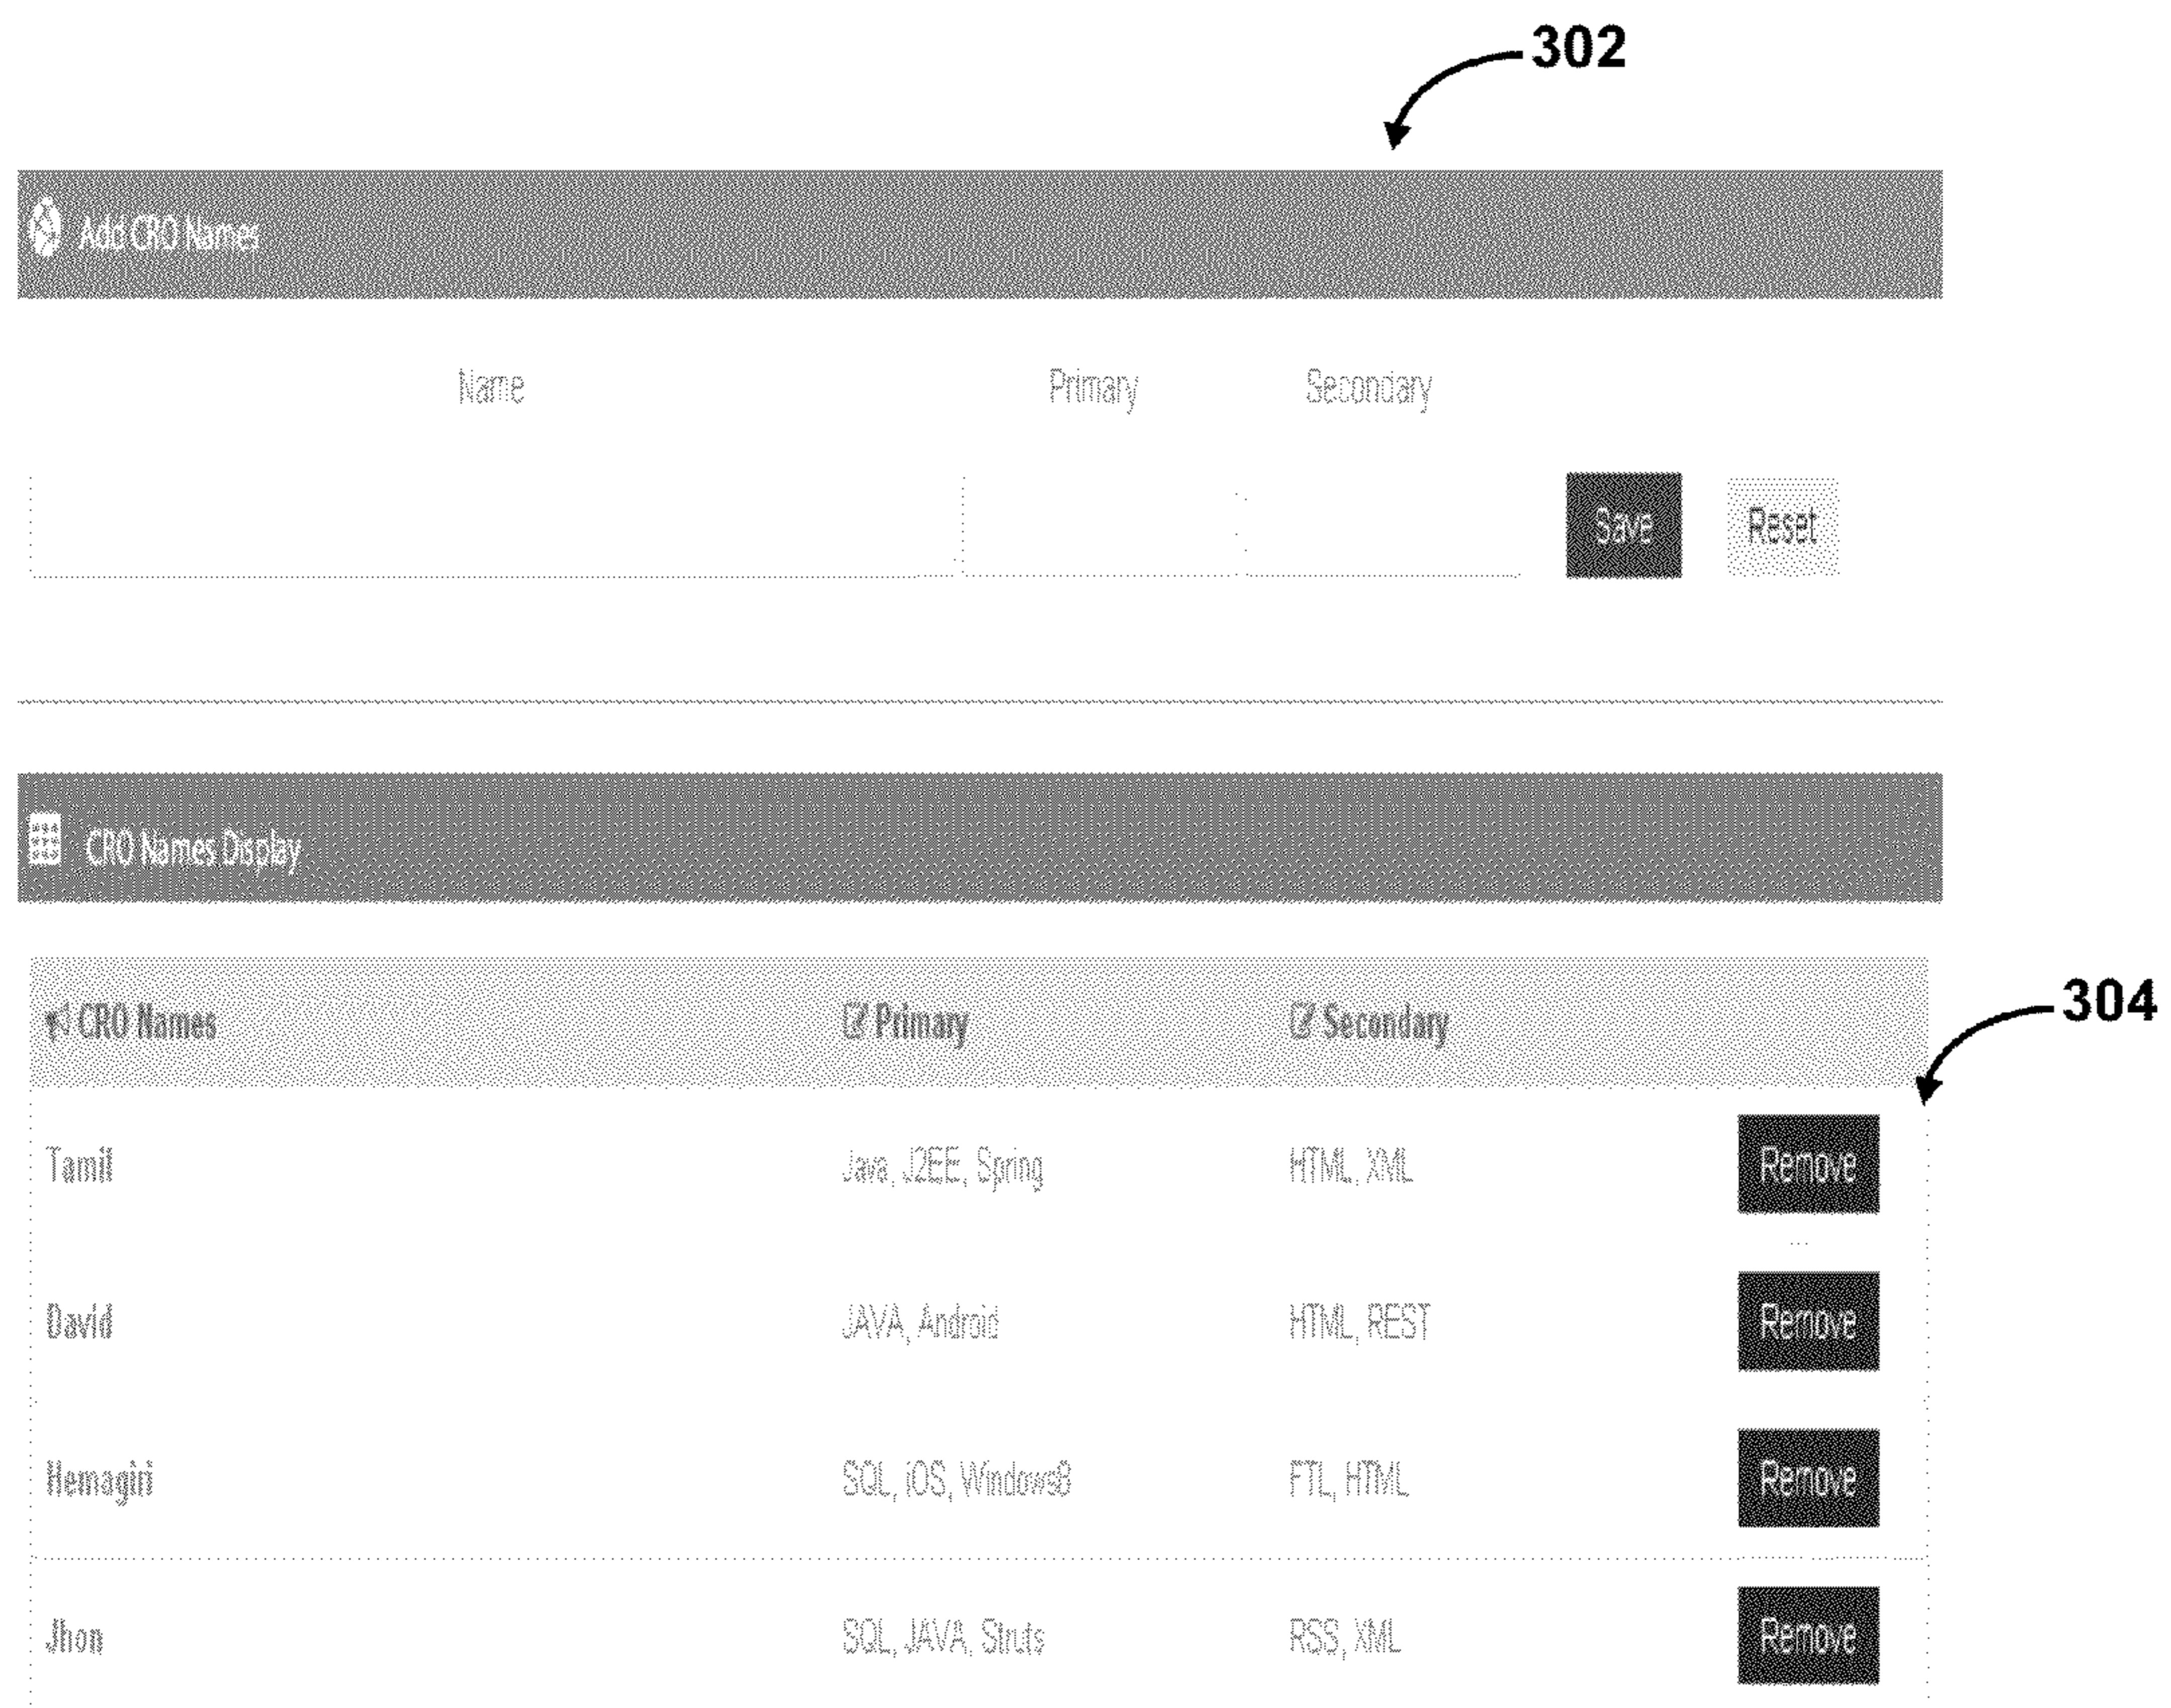 302
Add CRO Names
Name Primary Secondary
Save Reset
CRO Names Display
CRO Names Primary Secondary
304
Tamil Java, J2EE, Spring HTML, XML Remove
David JAVA, Android HTML, REST Remove
Hemagiri SQL, iOS, Windows8 FTL, HTML Remove
Jhon SQL, JAVA, Struts RSS, XML Remove